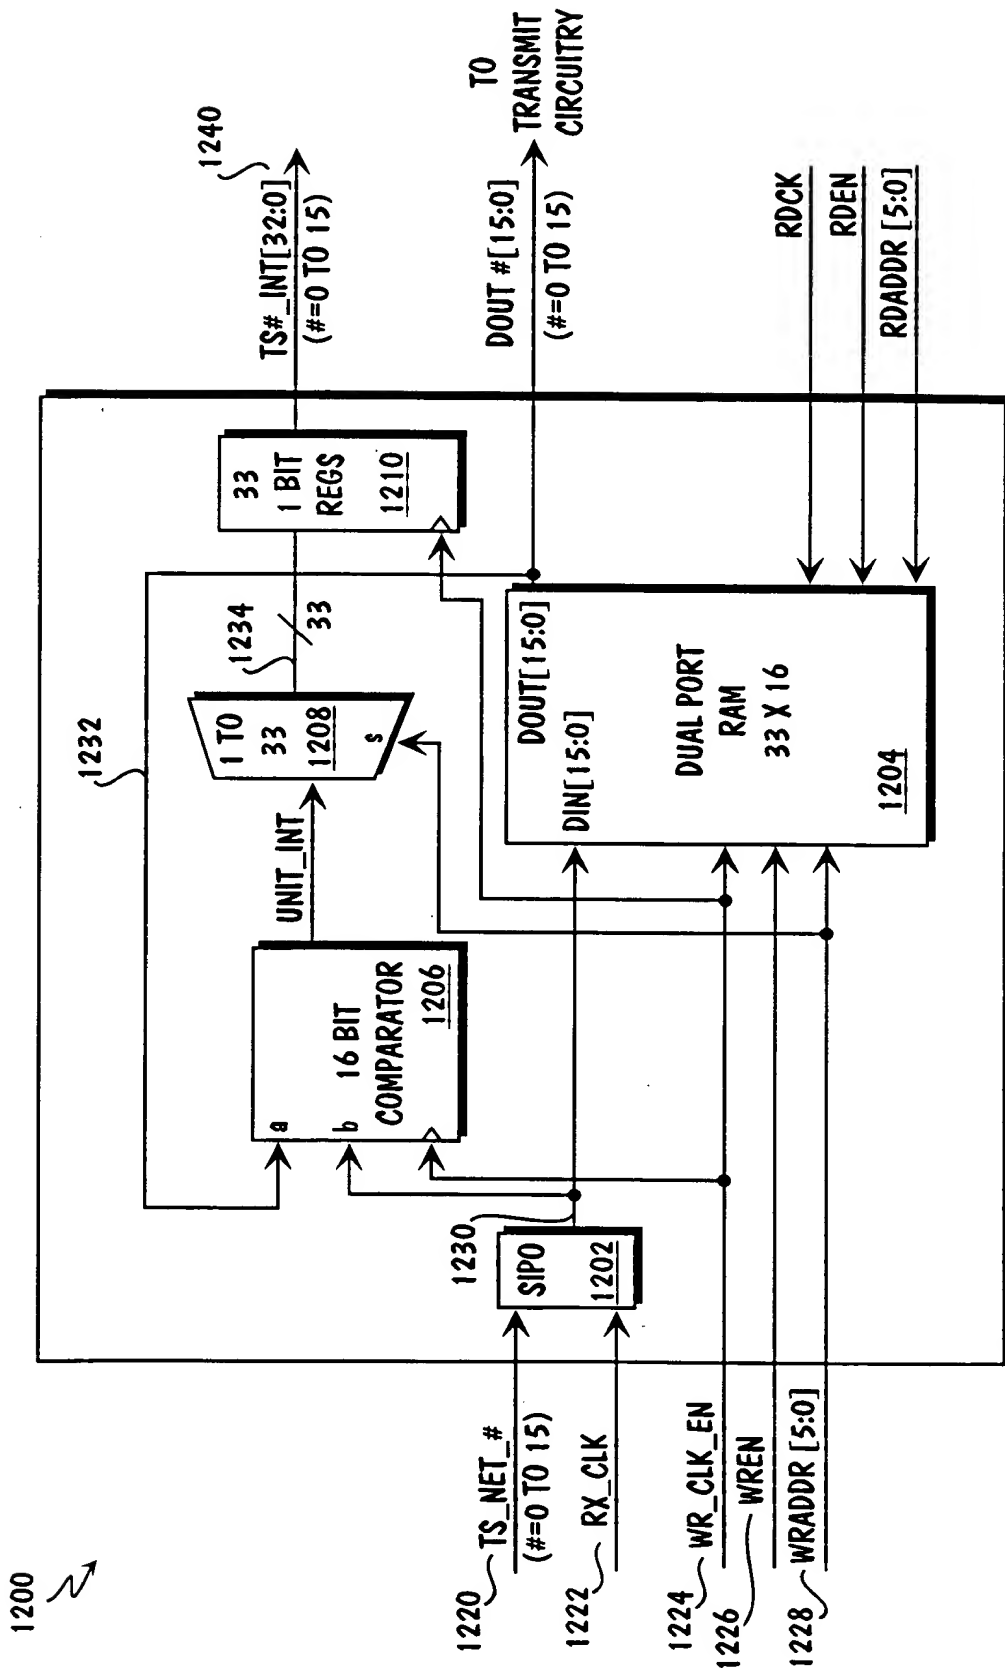 1200
1220
TS_NET_#
(#=0 TO 15)
1222
RX_CLK
1224
WR_CLK_EN
1226
WREN
1228
WRADDR [5:0]
SIPO
1202
1230
a
b
16 BIT
COMPARATOR
1206
UNIT_INT
1232
1 TO
33
1208
s
1234
33
33
1 BIT
REGS
1210
TS#_INT[32:0]
(#=0 TO 15)
1240
DOUT[15:0]
DIN[15:0]
DUAL PORT
RAM
33 X 16
1204
DOUT #[15:0]
(#=0 TO 15)
TO
TRANSMIT
CIRCUITRY
RDCK
RDEN
RDADDR [5:0]